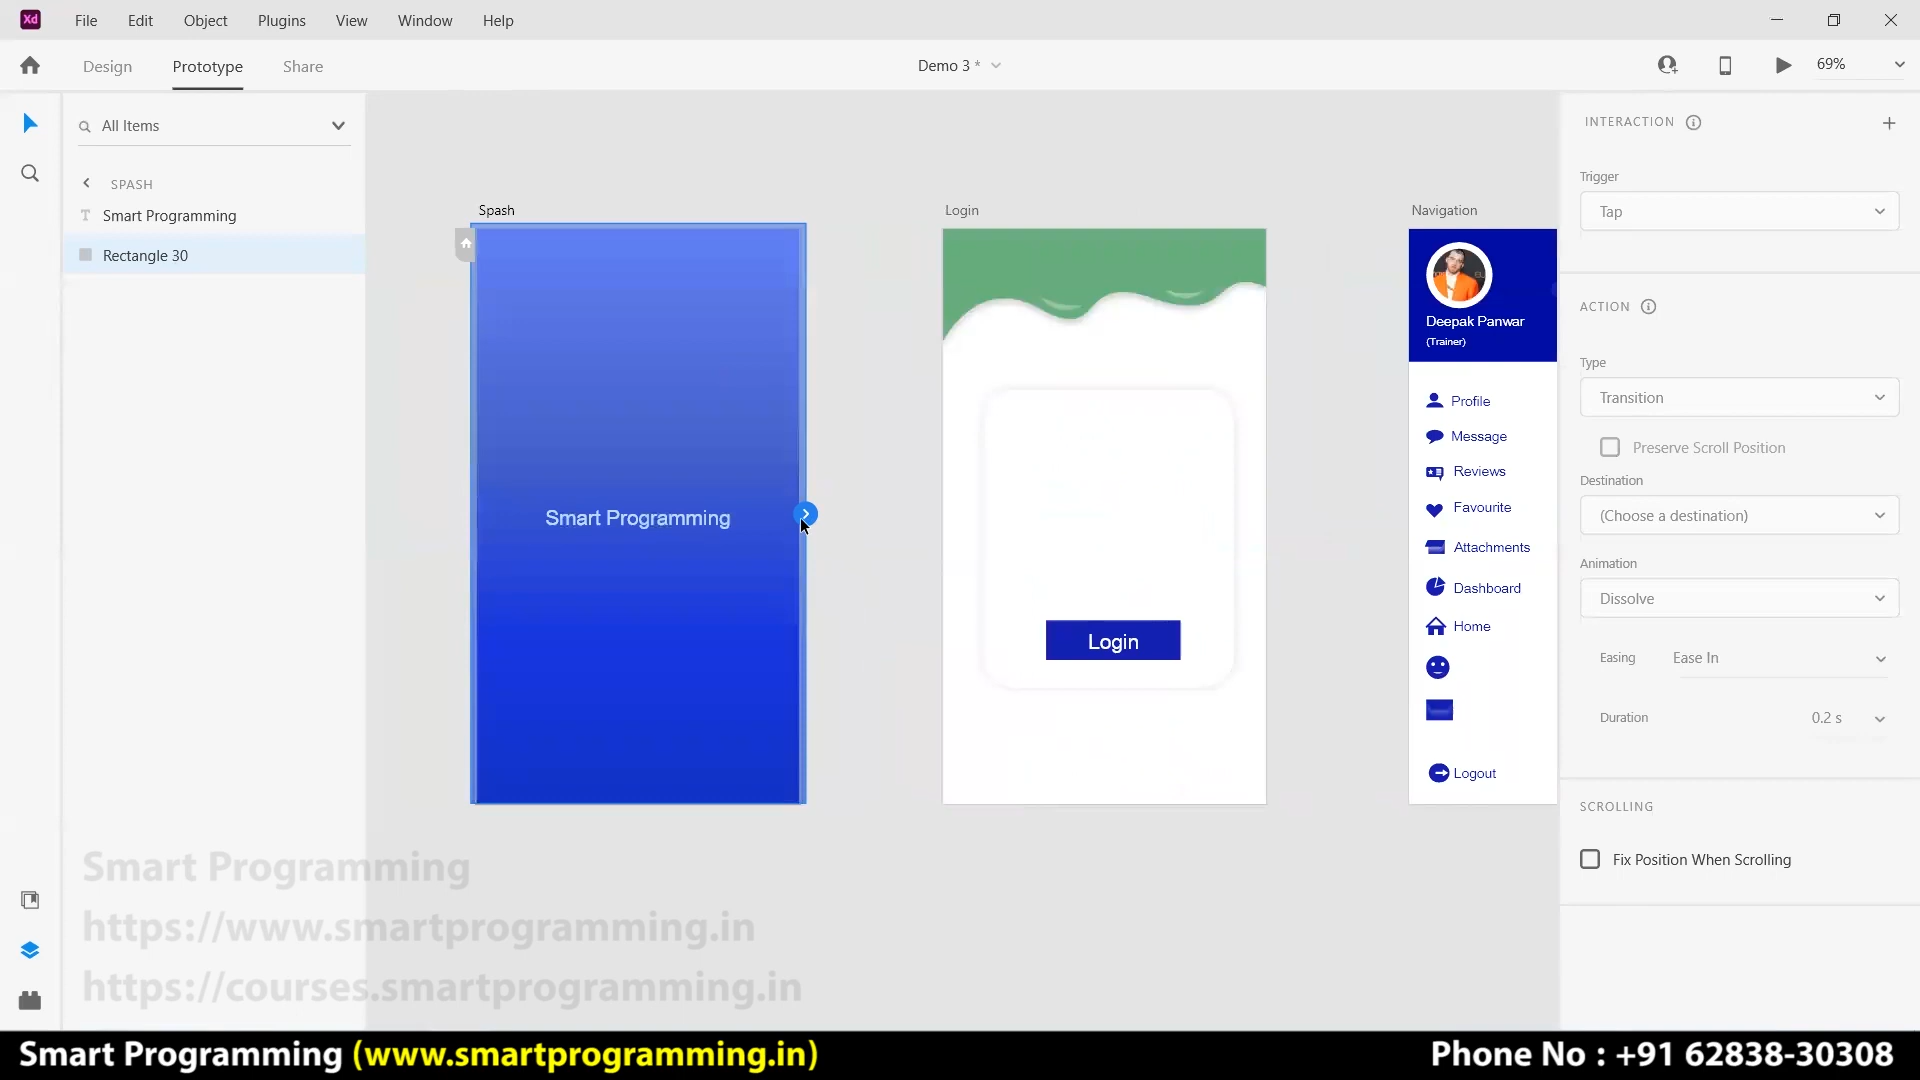 Xd File Edit Object Plugins View Window Help
Design Prototype Share Demo 3 * 69%
All Items
SPASH
T Smart Programming
Rectangle 30
Spash
Smart Programming
Login
Login
Navigation
Deepak Panwar
(Trainer)
Profile
Message
Reviews
Favourite
Attachments
Dashboard
Home
Logout
INTERACTION
Trigger
Tap
ACTION
Type
Transition
Preserve Scroll Position
Destination
(Choose a destination)
Animation
Dissolve
Easing Ease In
Duration 0.2 s
SCROLLING
Fix Position When Scrolling
Smart Programming
https://www.smartprogramming.in
https://courses.smartprogramming.in
Smart Programming (www.smartprogramming.in) Phone No : +91 62838-30308